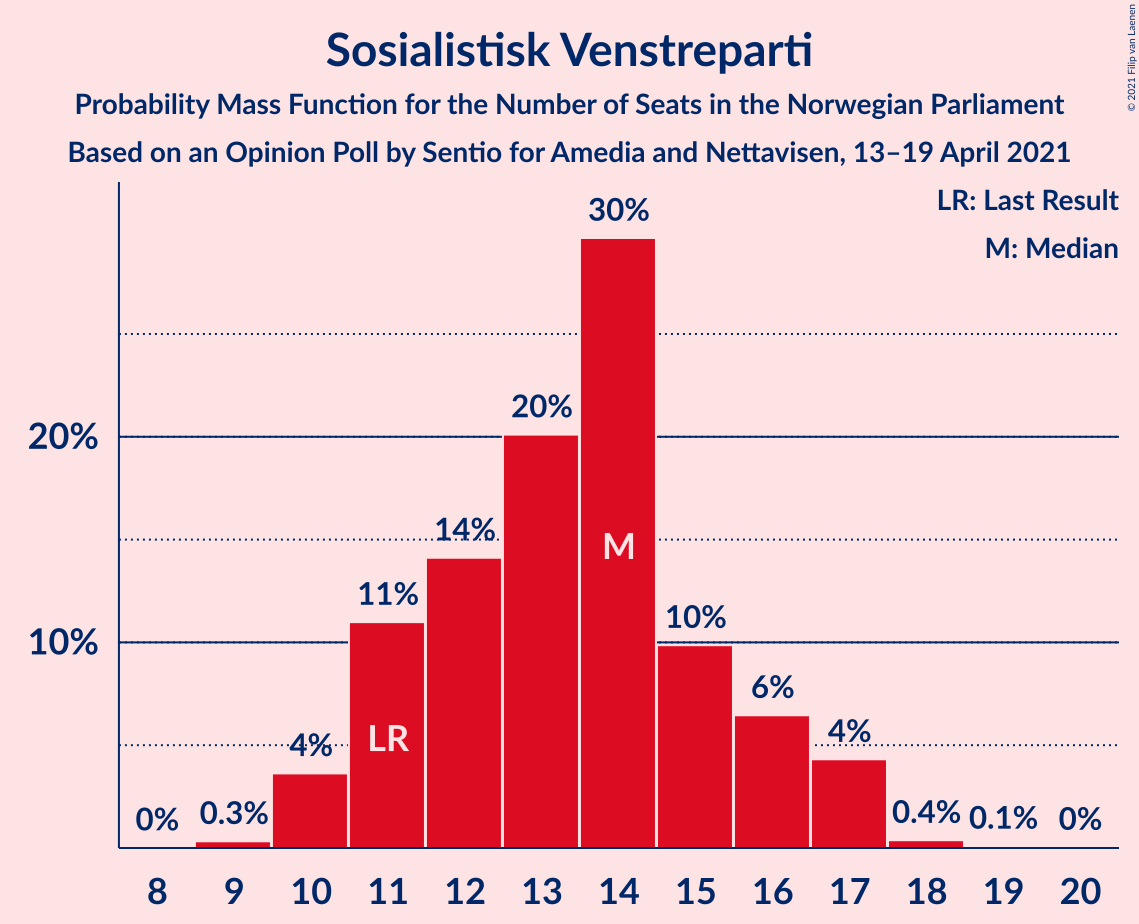 Sosialistisk Venstreparti
Probability Mass Function for the Number of Seats in the Norwegian Parliament
Based on an Opinion Poll by Sentio for Amedia and Nettavisen, 13–19 April 2021
© 2021 Filip van Laenen
LR: Last Result
M: Median
30%
20%
20%
14%
M
11%
10%
10%
6%
LR
4%
4%
0%
0.3%
0.4%
0.1%
0%
8 9 10 11 12 13 14 15 16 17 18 19 20